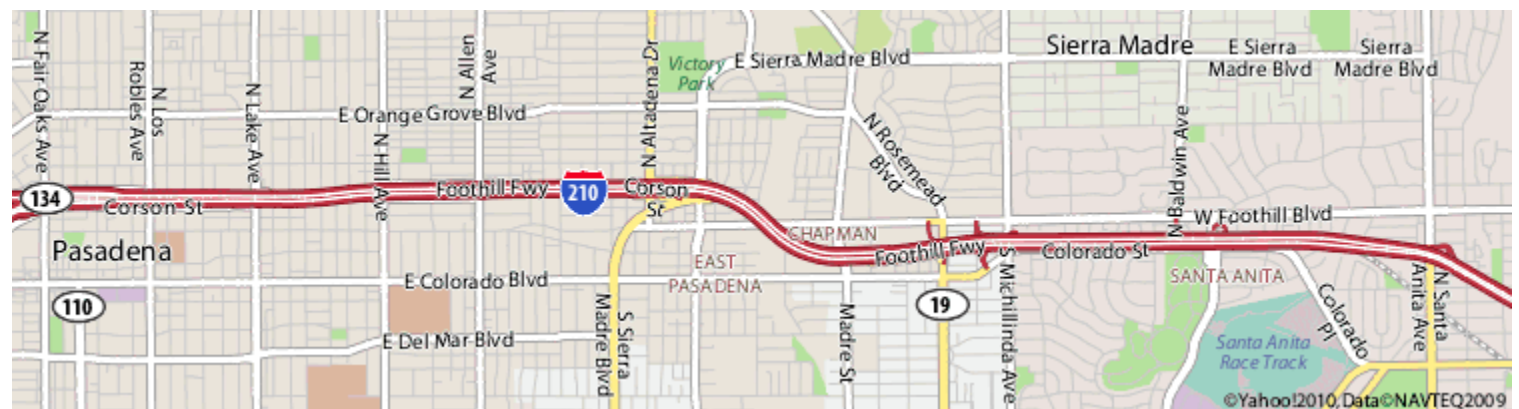 N Fair Oaks Ave
Robles Ave
N Los
N Lake Ave
N Hill Ave
N Allen
Ave
N Altadena Dr
Victory
Park
E Sierra Madre Blvd
Sierra Madre
E Sierra
Madre Blvd
Sierra
Madre Blvd
E Orange Grove Blvd
N Rosemead
Blvd
N Baldwin Ave
134
Corson St
Foothill Fwy
210
Corson
St
W Foothill Blvd
CHAPMAN
Foothill Fwy
Colorado St
Pasadena
EAST
PASADENA
SANTA ANITA
E Colorado Blvd
110
19
S Sierra
Madre Blvd
Madre St
S Michillinda Ave
Colorado
Pl
N Santa
Anita Ave
E Del Mar Blvd
Santa Anita
Race Track
©Yahoo!2010,Data©NAVTEQ2009